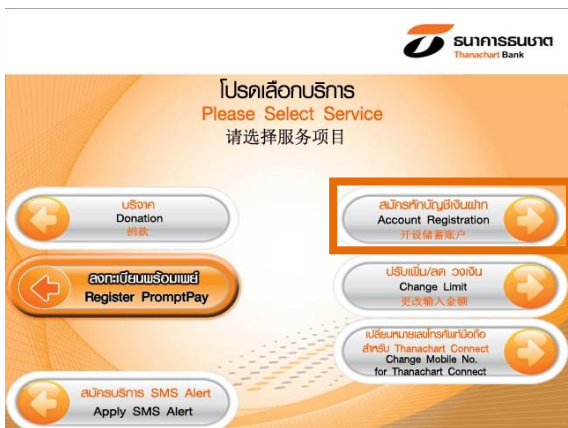 ธนาคารธนชาต
Thanachart Bank
โปรดเลือกบริการ
Please Select Service
请选择服务项目
บริจาค
Donation
捐款
ลงทะเบียนพร้อมเพย์
Register PromptPay
สมัครบริการ SMS Alert
Apply SMS Alert
สมัครหักบัญชีเงินฝาก
Account Registration
开设储蓄账户
ปรับเพิ่ม/ลด วงเงิน
Change Limit
更改输入金额
เปลี่ยนหมายเลขโทรศัพท์มือถือ
สำหรับ Thanachart Connect
Change Mobile No.
for Thanachart Connect